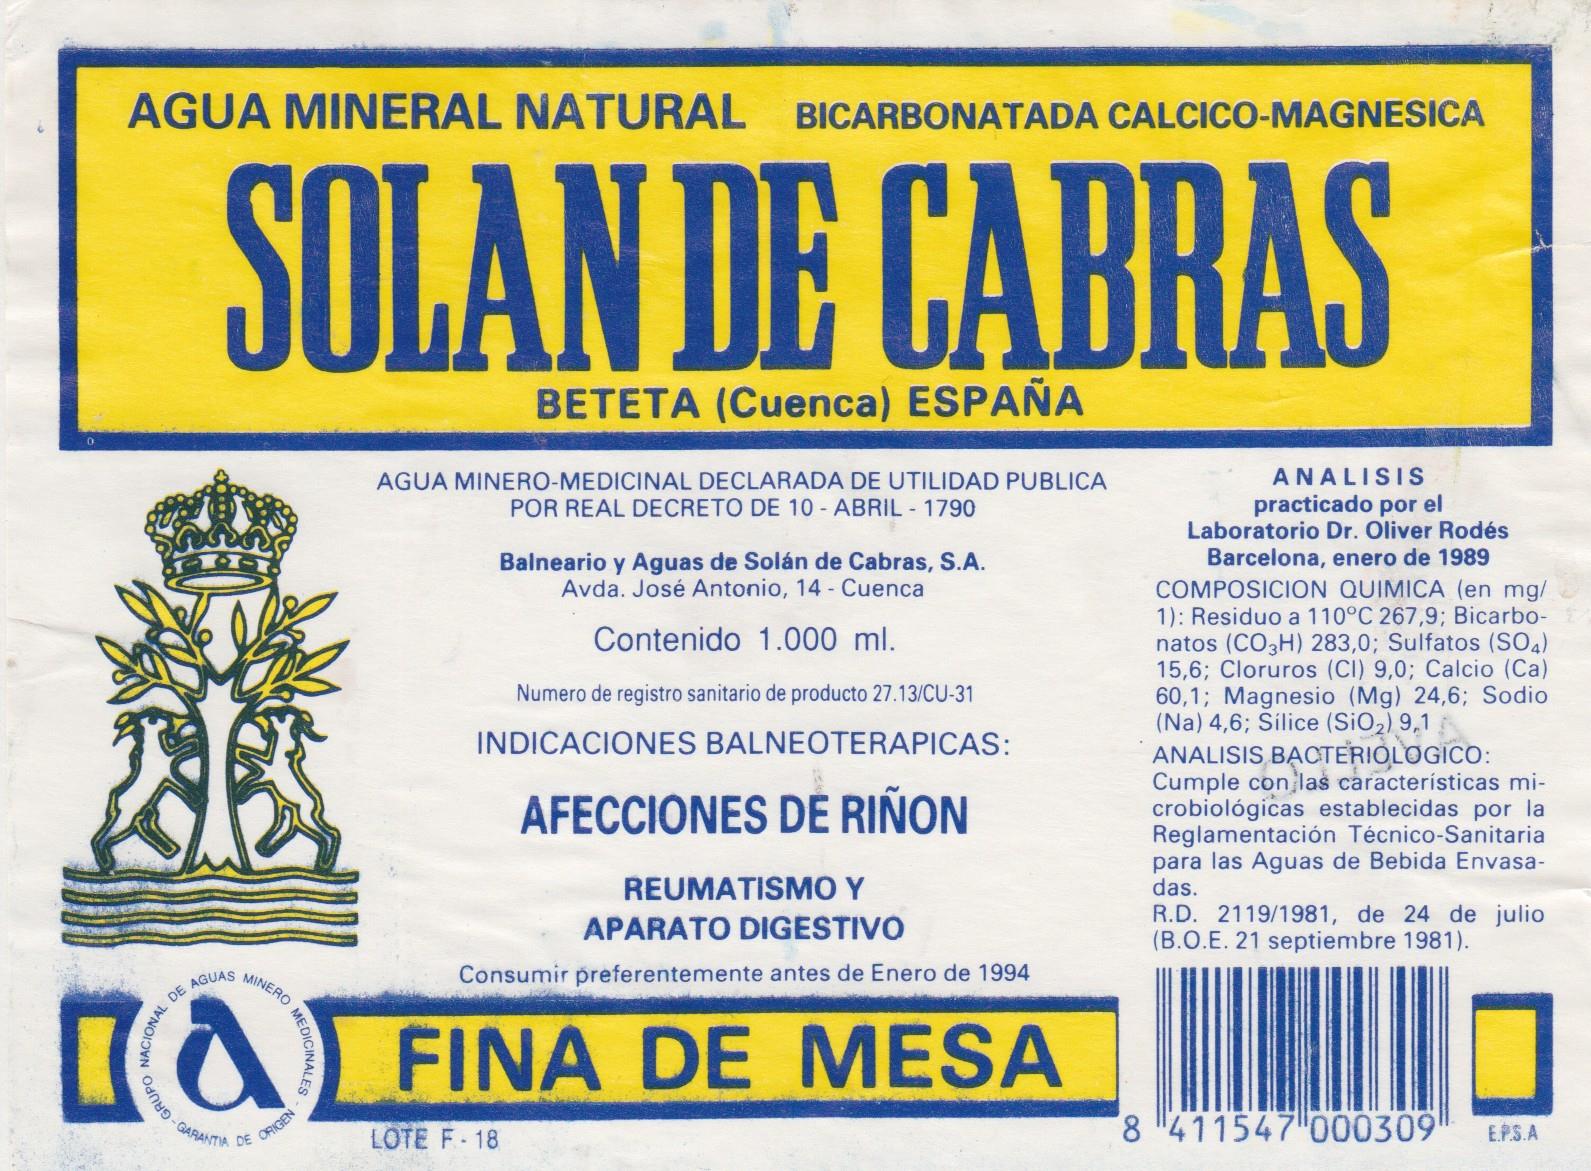 AGUA MINERAL NATURAL BICARBONATADA CALCICO-MAGNESICA
SOLAN DE CABRAS
BETETA (Cuenca) ESPAÑA
AGUA MINERO-MEDICINAL DECLARADA DE UTILIDAD PUBLICA
POR REAL DECRETO DE 10 - ABRIL - 1790
Balneario y Aguas de Solán de Cabras, S.A.
Avda. José Antonio, 14 - Cuenca
Contenido 1.000 ml.
Numero de registro sanitario de producto 27.13/CU-31
INDICACIONES BALNEOTERAPICAS:
AFECCIONES DE RIÑON
REUMATISMO Y
APARATO DIGESTIVO
Consumir preferentemente antes de Enero de 1994
ANALISIS
practicado por el
Laboratorio Dr. Oliver Rodés
Barcelona, enero de 1989
COMPOSICION QUIMICA (en mg/
1): Residuo a 110ºC 267,9; Bicarbo-
natos (CO₃H) 283,0; Sulfatos (SO₄)
15,6; Cloruros (Cl) 9,0; Calcio (Ca)
60,1; Magnesio (Mg) 24,6; Sodio
(Na) 4,6; Sílice (SiO₂) 9,1
ANALISIS BACTERIOLOGICO:
Cumple con las características mi-
crobiológicas establecidas por la
Reglamentación Técnico-Sanitaria
para las Aguas de Bebida Envasa-
das.
R.D. 2119/1981, de 24 de julio
(B.O.E. 21 septiembre 1981).
GRUPO NACIONAL DE AGUAS MINERO MEDICINALES -
GARANTIA DE ORIGEN -
FINA DE MESA
LOTE F - 18
8 411547 000309
E.P.S.A